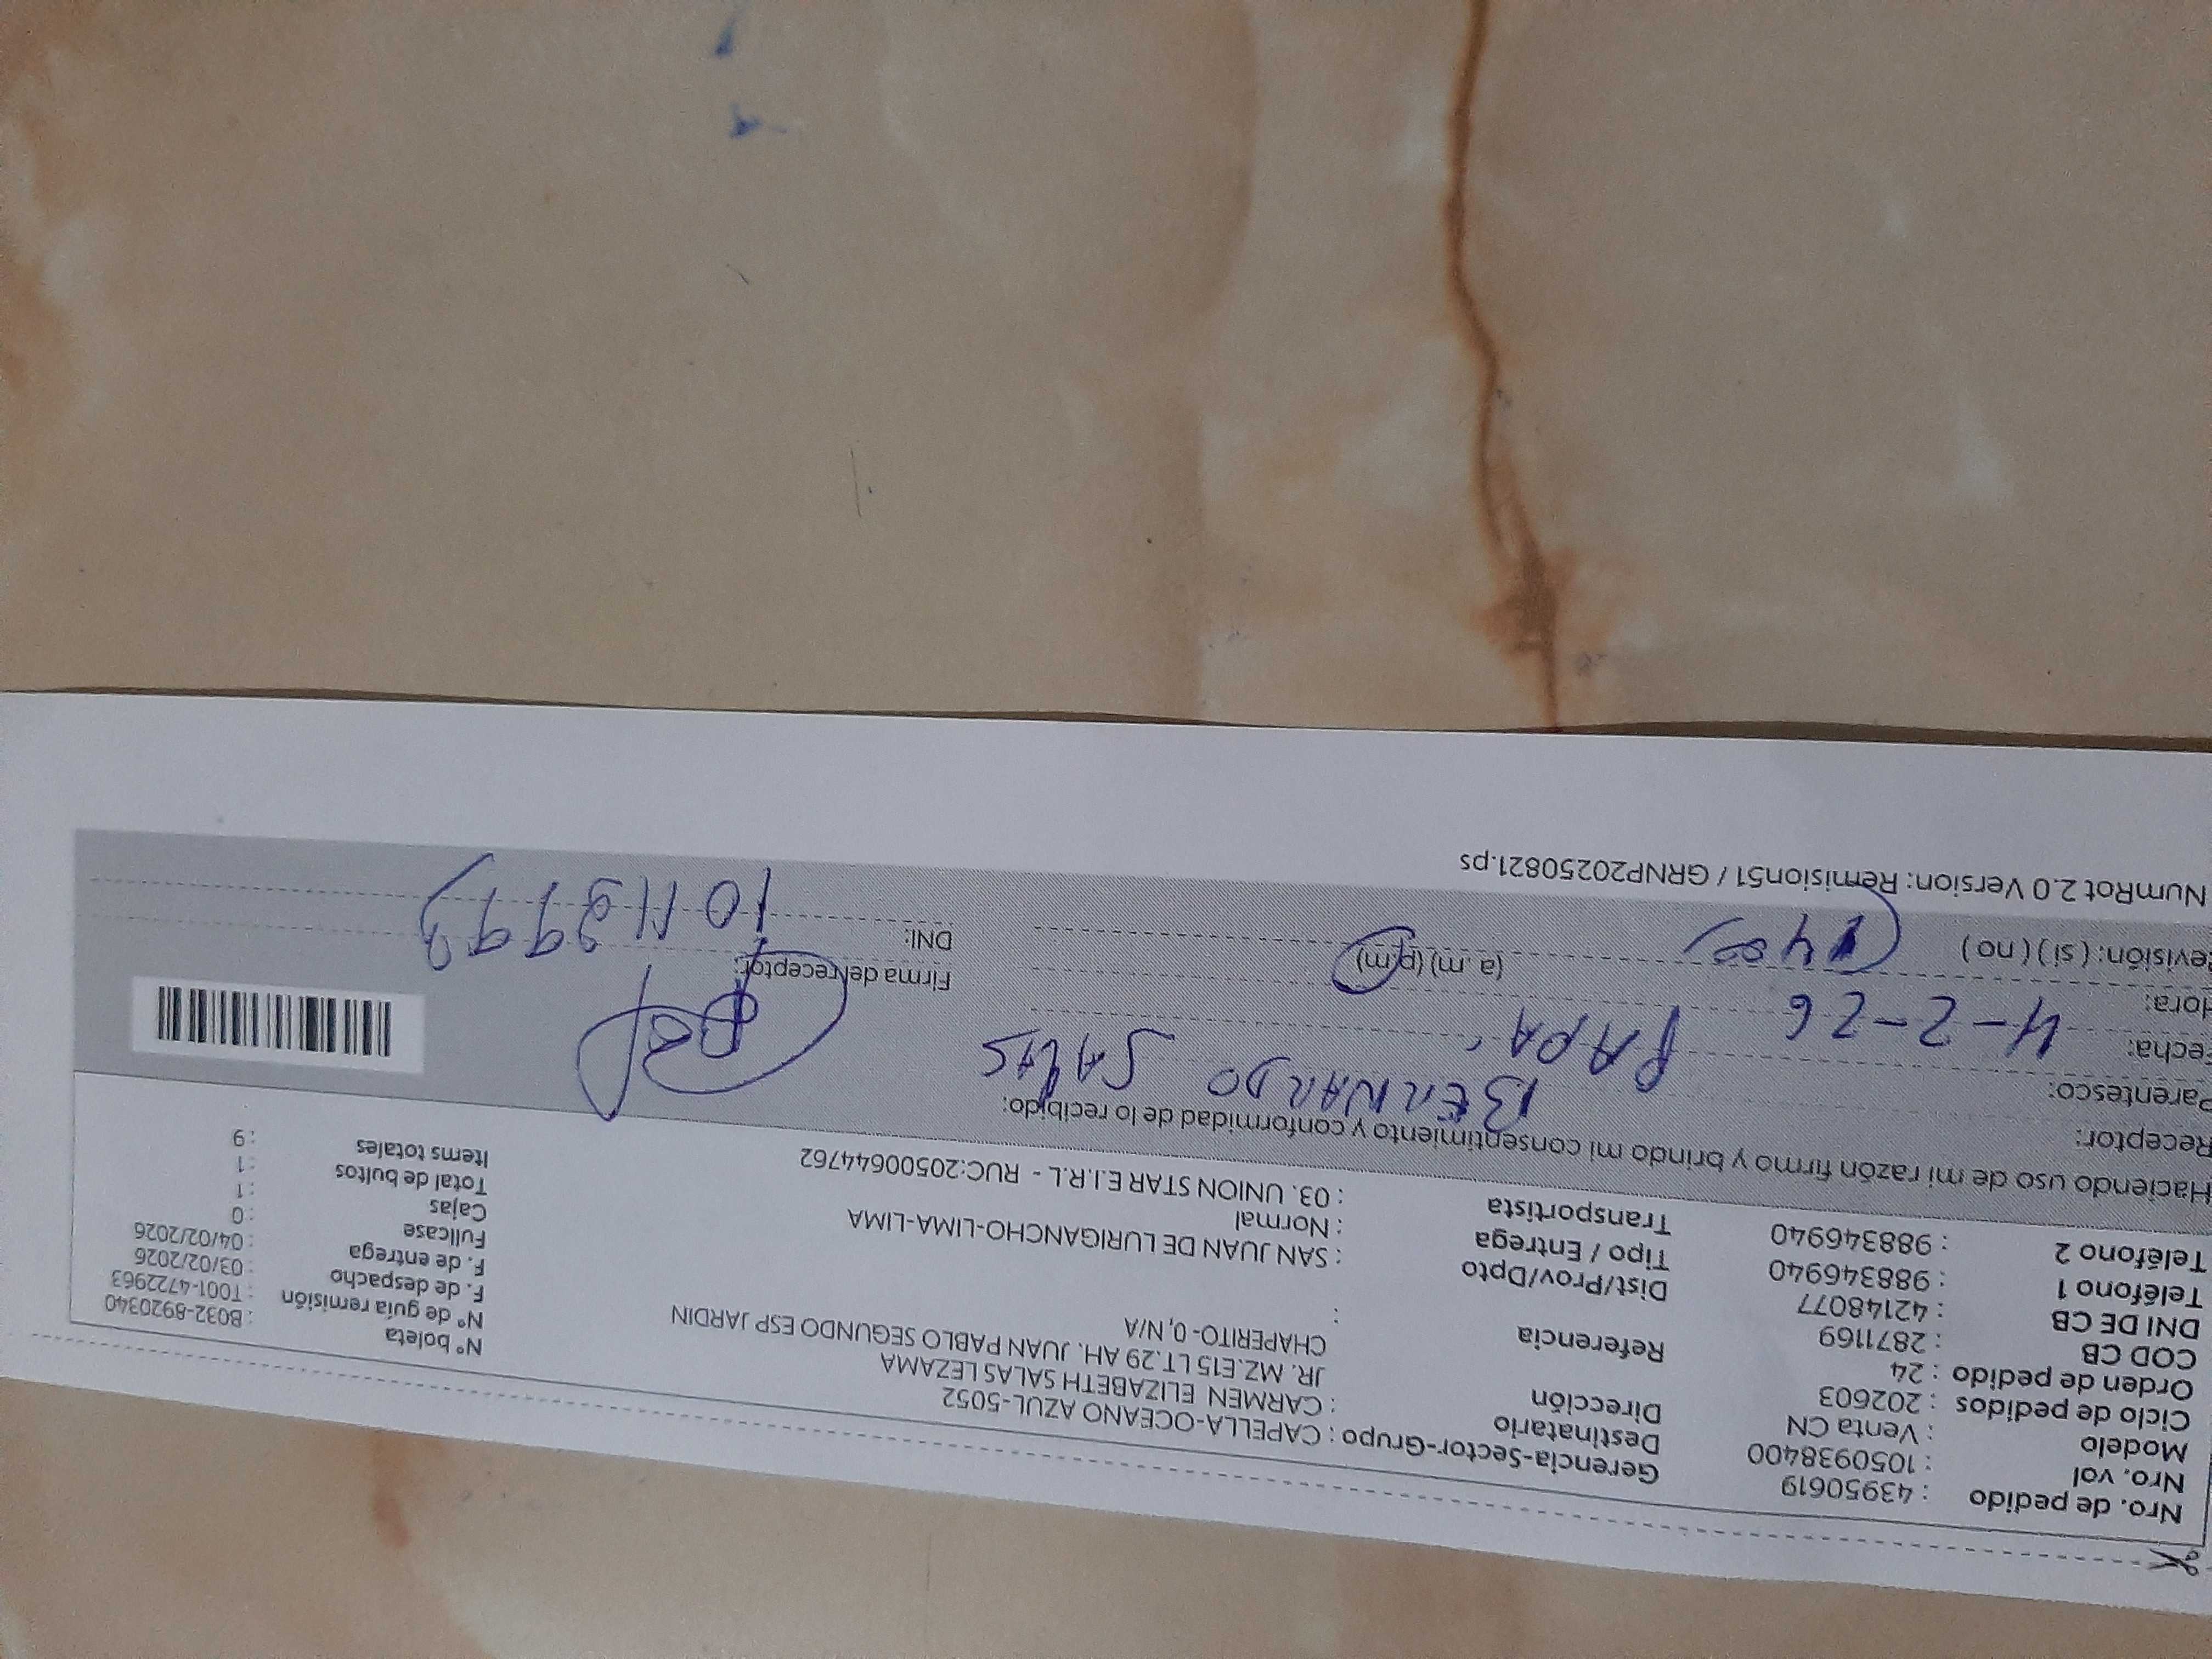 Nro. de pedido : 43950619
Nro. vol : 1050938400
Modelo : Venta CN
Ciclo de pedidos : 202603
Orden de pedido : 24
COD CB : 2871169
DNI DE CB : 42148077
Teléfono 1 : 988346940
Teléfono 2 : 988346940
Gerencia-Sector-Grupo : CAPELLA-OCEANO AZUL-5052
Destinatario : CARMEN ELIZABETH SALAS LEZAMA
Dirección JR. MZ.E15 LT.29 AH. JUAN PABLO SEGUNDO ESP JARDIN
CHAPERITO- 0, N/A
Referencia :
Dist/Prov/Dpto : SAN JUAN DE LURIGANCHO-LIMA-LIMA
Tipo / Entrega : Normal
Transportista : 03. UNION STAR E.I.R.L - RUC:20500644762
N° boleta : B032-8920340
N° de guía remisión : T001-4722963
F. de despacho : 03/02/2026
F. de entrega : 04/02/2026
Fullcase : 0
Cajas : 1
Total de bultos : 1
Items totales : 9
Haciendo uso de mi razón firmo y brindo mi consentimiento y conformidad de lo recibido:
Receptor: BERNARDO SALAS
Parentesco: PAPA
Fecha: 4-2-26
Hora: (a.m) (p.m)
evisión: ( si ) ( no )
Firma del receptor:
DNI:
NumRot 2.0 Version: Remision51 / GRNP20250821.ps